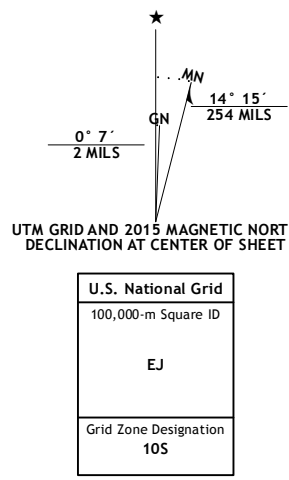 ★
MN
GN
14° 15´
254 MILS
0° 7´
2 MILS
UTM GRID AND 2015 MAGNETIC NORT
DECLINATION AT CENTER OF SHEET
U.S. National Grid
100,000-m Square ID
EJ
Grid Zone Designation
10S